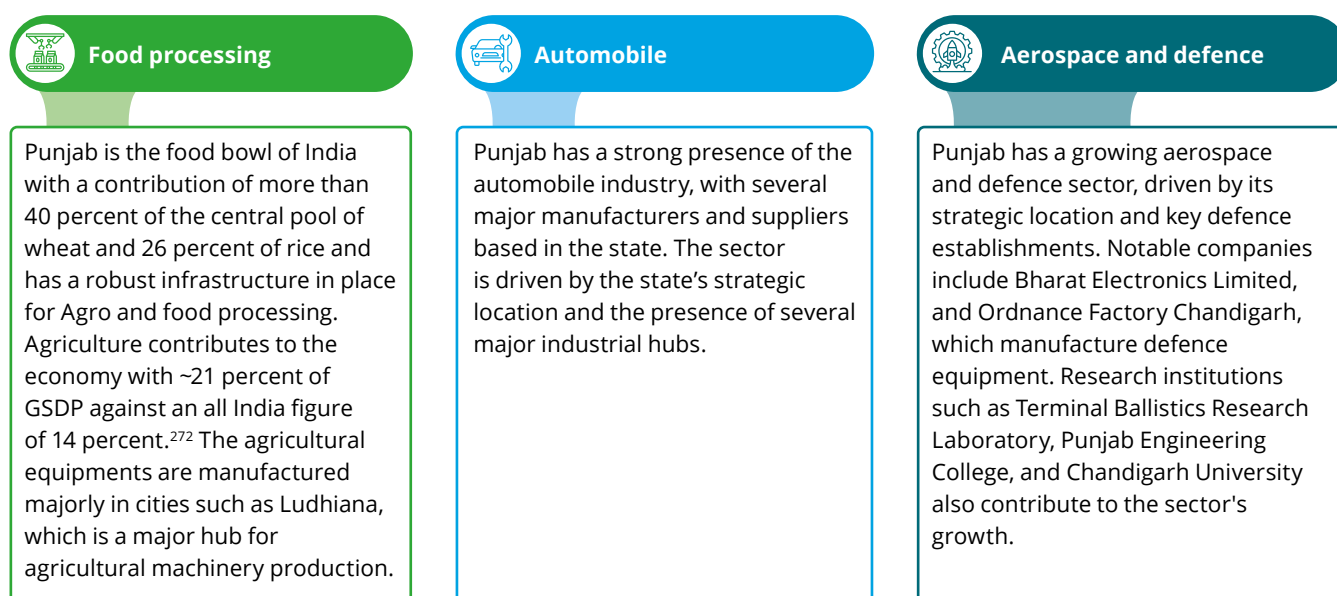 Food processing
Punjab is the food bowl of India
with a contribution of more than
40 percent of the central pool of
wheat and 26 percent of rice and
has a robust infrastructure in place
for Agro and food processing.
Agriculture contributes to the
economy with ~21 percent of
GSDP against an all India figure
of 14 percent.²⁷² The agricultural
equipments are manufactured
majorly in cities such as Ludhiana,
which is a major hub for
agricultural machinery production.
Automobile
Punjab has a strong presence of the
automobile industry, with several
major manufacturers and suppliers
based in the state. The sector
is driven by the state’s strategic
location and the presence of several
major industrial hubs.
Aerospace and defence
Punjab has a growing aerospace
and defence sector, driven by its
strategic location and key defence
establishments. Notable companies
include Bharat Electronics Limited,
and Ordnance Factory Chandigarh,
which manufacture defence
equipment. Research institutions
such as Terminal Ballistics Research
Laboratory, Punjab Engineering
College, and Chandigarh University
also contribute to the sector's
growth.